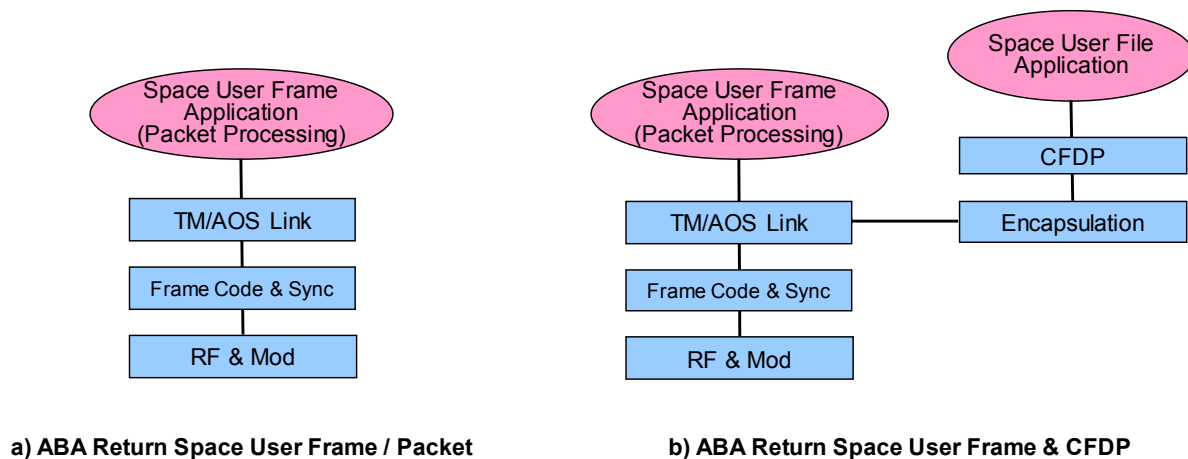 Space User Frame
Application
(Packet Processing)
TM/AOS Link
Frame Code & Sync
RF & Mod
a) ABA Return Space User Frame / Packet
Space User File
Application
Space User Frame
Application
(Packet Processing)
CFDP
TM/AOS Link
Encapsulation
Frame Code & Sync
RF & Mod
b) ABA Return Space User Frame & CFDP